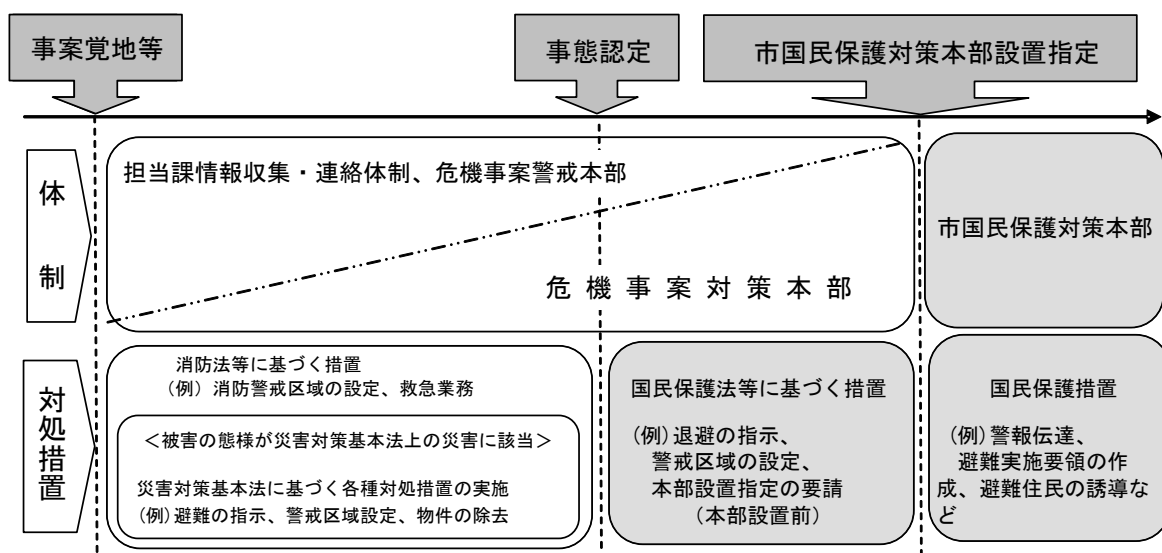 事案覚地等
事態認定
市国民保護対策本部設置指定
体制
担当課情報収集・連絡体制、危機事案警戒本部
危機事案対策本部
市国民保護対策本部
対処措置
消防法等に基づく措置
（例）消防警戒区域の設定、救急業務
＜被害の態様が災害対策基本法上の災害に該当＞
災害対策基本法に基づく各種対処措置の実施
（例）避難の指示、警戒区域設定、物件の除去
国民保護法等に基づく措置
（例）退避の指示、
警戒区域の設定、
本部設置指定の要請
（本部設置前）
国民保護措置
（例）警報伝達、
避難実施要領の作
成、避難住民の誘導な
ど